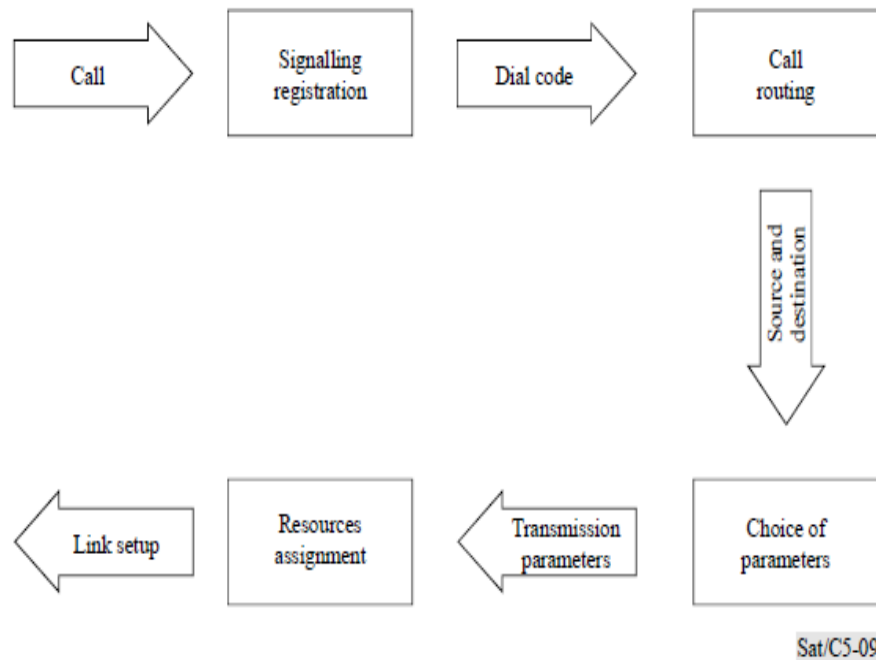 Call
Signalling
registration
Dial code
Call
routing
Source and
destination
Choice of
parameters
Transmission
parameters
Resources
assignment
Link setup
Sat/C5-09